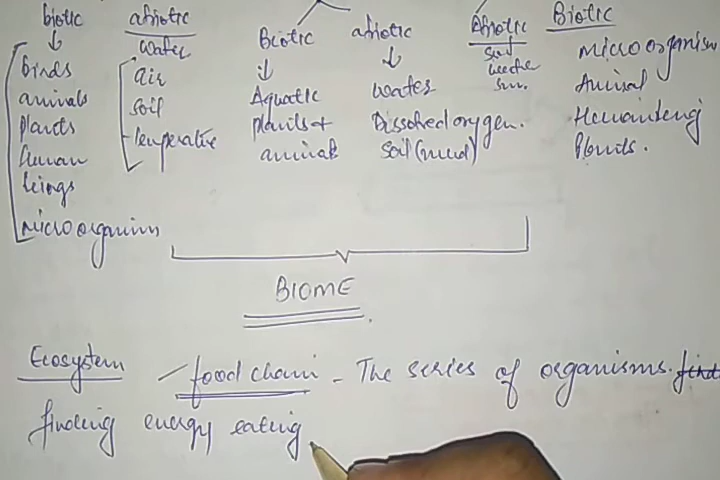 biotic abiotic Biotic abiotic Abiotic Biotic
water soil microorganism
birds air Aquatic water sun. Animal
animals soil plants + Dissolved oxygen.
plants temperature animals soil (mud) Plants.
human
beings
microorganism
BIOME
Ecosystem food chain - The series of organisms. find
finding energy eating